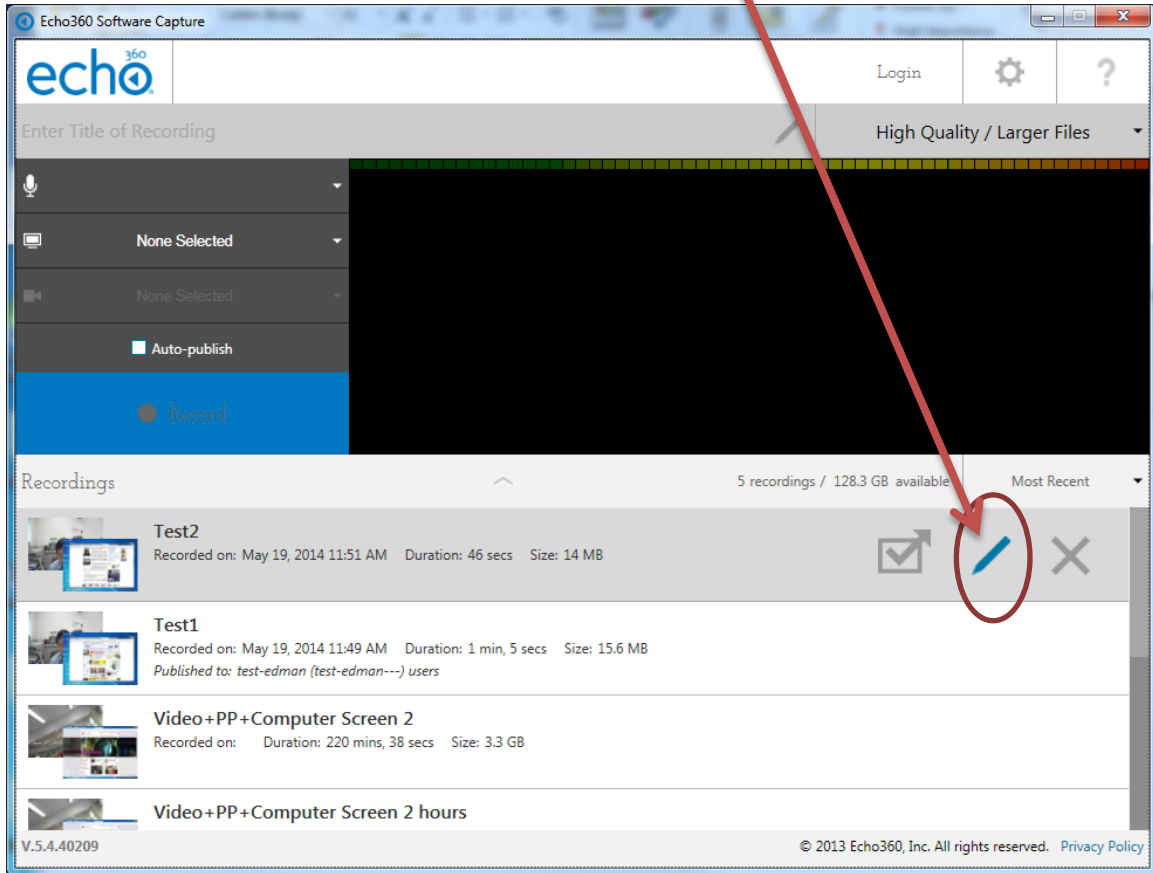 Echo360 Software Capture
echo 360
Login
?
Enter Title of Recording
High Quality / Larger Files
None Selected
None Selected
Auto-publish
Record
Recordings
5 recordings / 128.3 GB available
Most Recent
Test2
Recorded on: May 19, 2014 11:51 AM Duration: 46 secs Size: 14 MB
Test1
Recorded on: May 19, 2014 11:49 AM Duration: 1 min, 5 secs Size: 15.6 MB
Published to: test-edman (test-edman---) users
Video+PP+Computer Screen 2
Recorded on: Duration: 220 mins, 38 secs Size: 3.3 GB
Video+PP+Computer Screen 2 hours
V.5.4.40209
© 2013 Echo360, Inc. All rights reserved. Privacy Policy